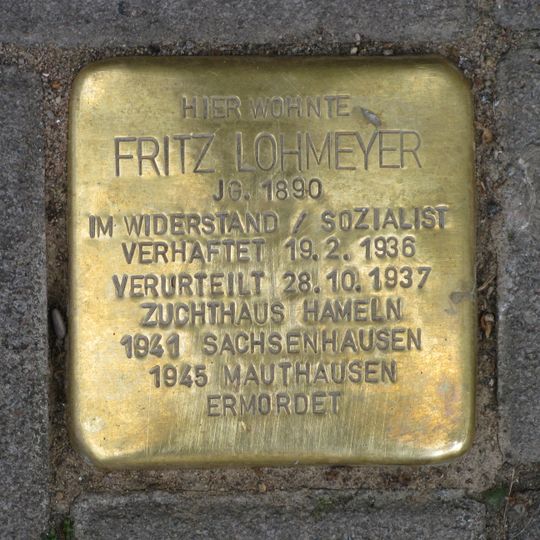 HIER WOHNTE
FRITZ LOHMEYER
JG. 1890
IM WIDERSTAND / SOZIALIST
VERHAFTET 19.2.1936
VERURTEILT 28.10.1937
ZUCHTHAUS HAMELN
1941 SACHSENHAUSEN
1945 MAUTHAUSEN
ERMORDET